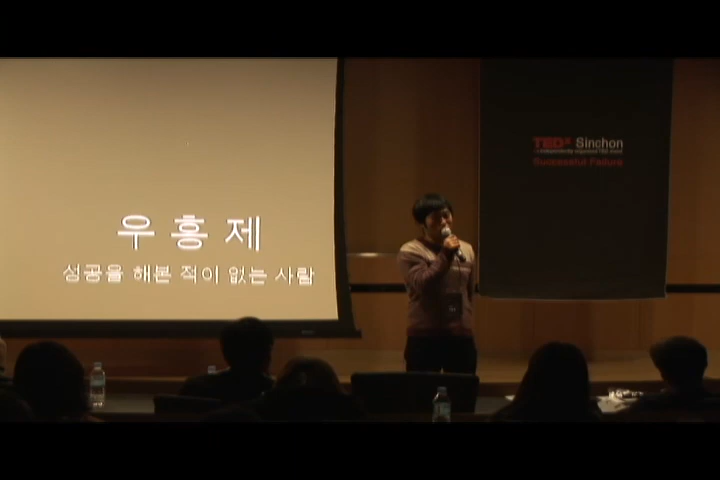 우홍제
성공을 해본 적이 없는 사람
TEDx Sinchon
Successful Failure